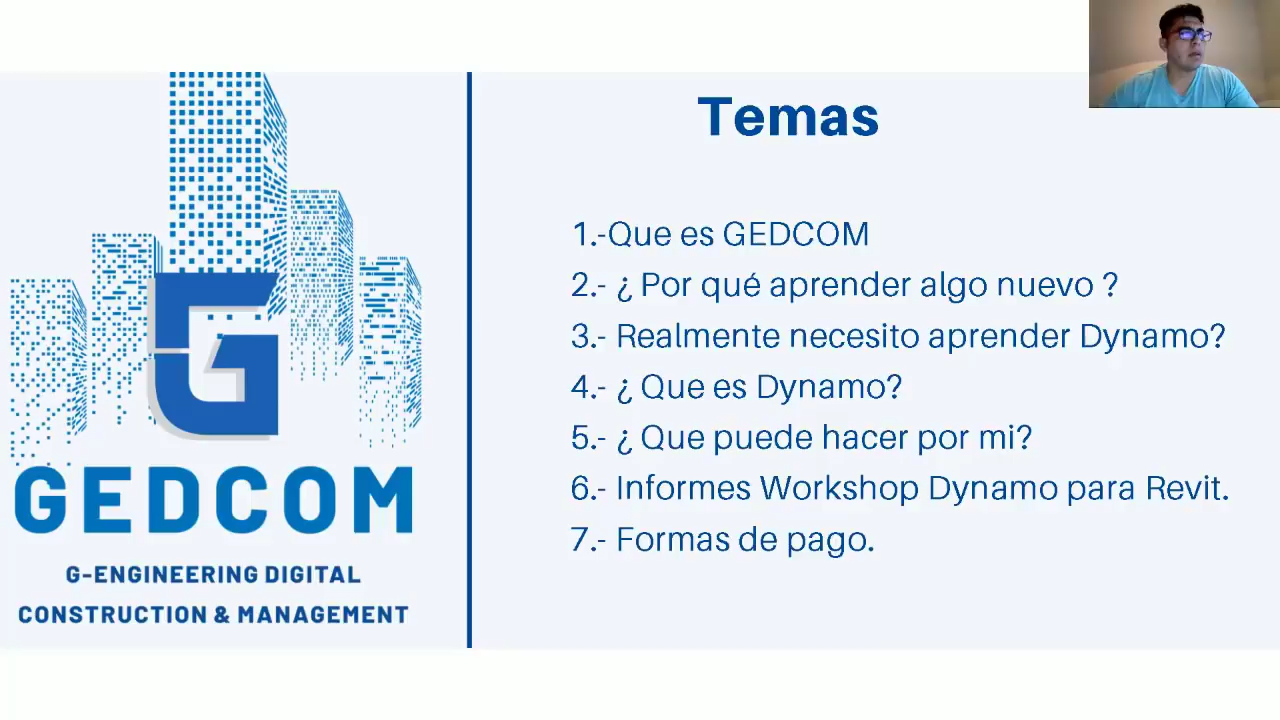 GEDCOM
G-ENGINEERING DIGITAL
CONSTRUCTION & MANAGEMENT
Temas
1.-Que es GEDCOM
2.- ¿ Por qué aprender algo nuevo ?
3.- Realmente necesito aprender Dynamo?
4.- ¿ Que es Dynamo?
5.- ¿ Que puede hacer por mi?
6.- Informes Workshop Dynamo para Revit.
7.- Formas de pago.